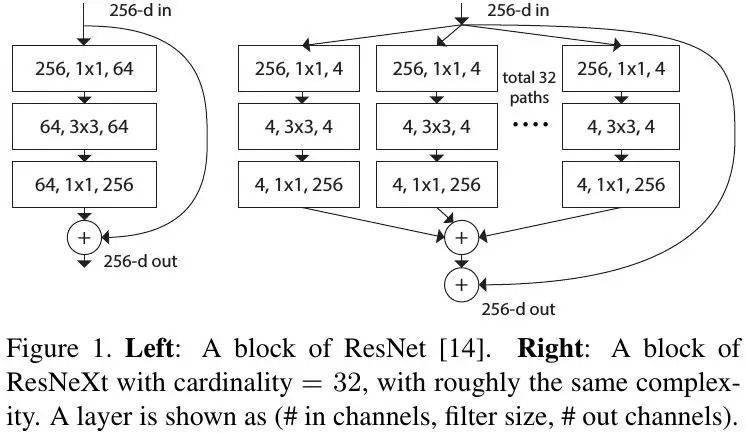 256-d in
256, 1x1, 64
64, 3x3, 64
64, 1x1, 256
+
256-d out
256-d in
256, 1x1, 4
256, 1x1, 4
total 32
paths
256, 1x1, 4
4, 3x3, 4
4, 3x3, 4
....
4, 3x3, 4
4, 1x1, 256
4, 1x1, 256
4, 1x1, 256
+
+
256-d out
Figure 1. Left: A block of ResNet [14]. Right: A block of
ResNeXt with cardinality = 32, with roughly the same complex-
ity. A layer is shown as (# in channels, filter size, # out channels).